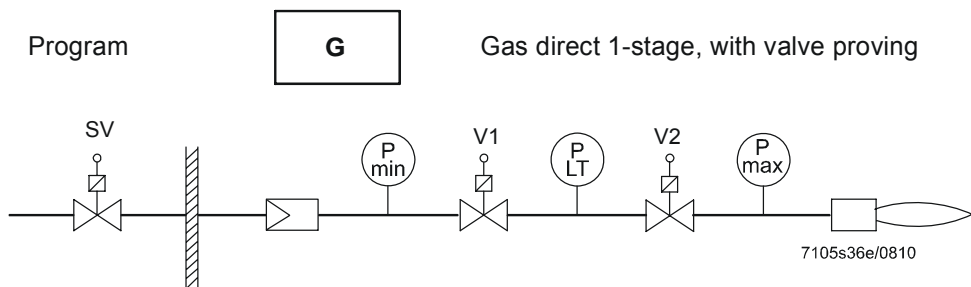 Program G Gas direct 1-stage, with valve proving
SV
P min
V1
P LT
V2
P max
7105s36e/0810